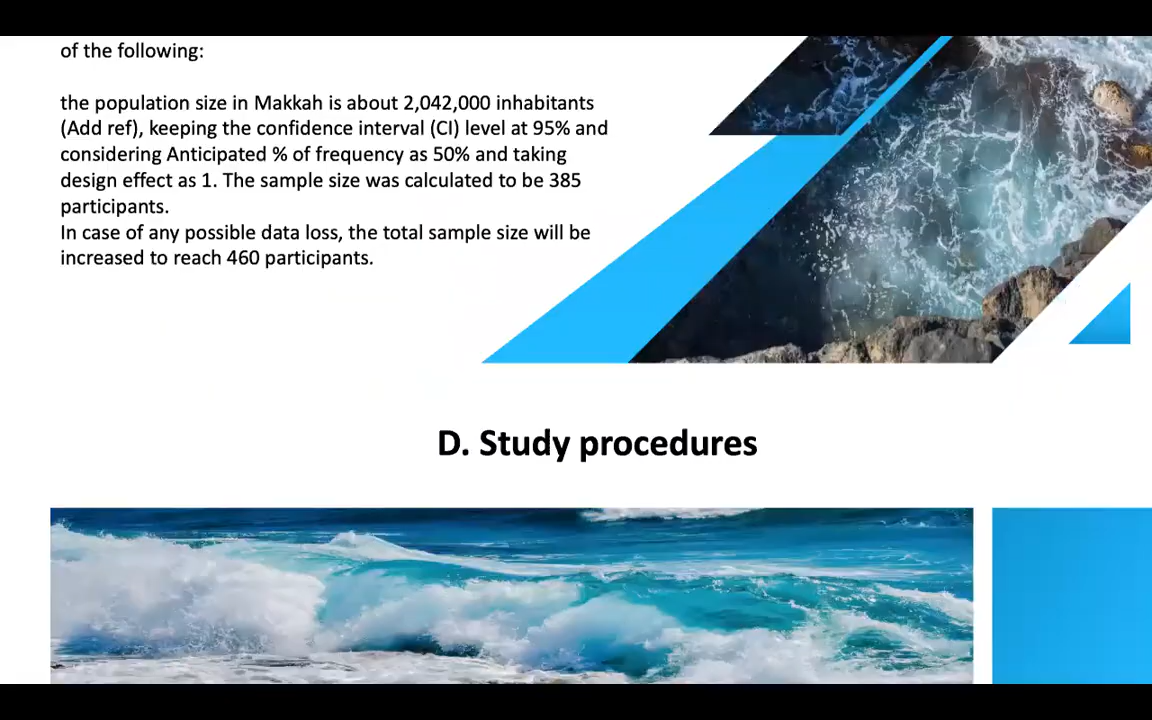 of the following:
the population size in Makkah is about 2,042,000 inhabitants
(Add ref), keeping the confidence interval (CI) level at 95% and
considering Anticipated % of frequency as 50% and taking
design effect as 1. The sample size was calculated to be 385
participants.
In case of any possible data loss, the total sample size will be
increased to reach 460 participants.
D. Study procedures